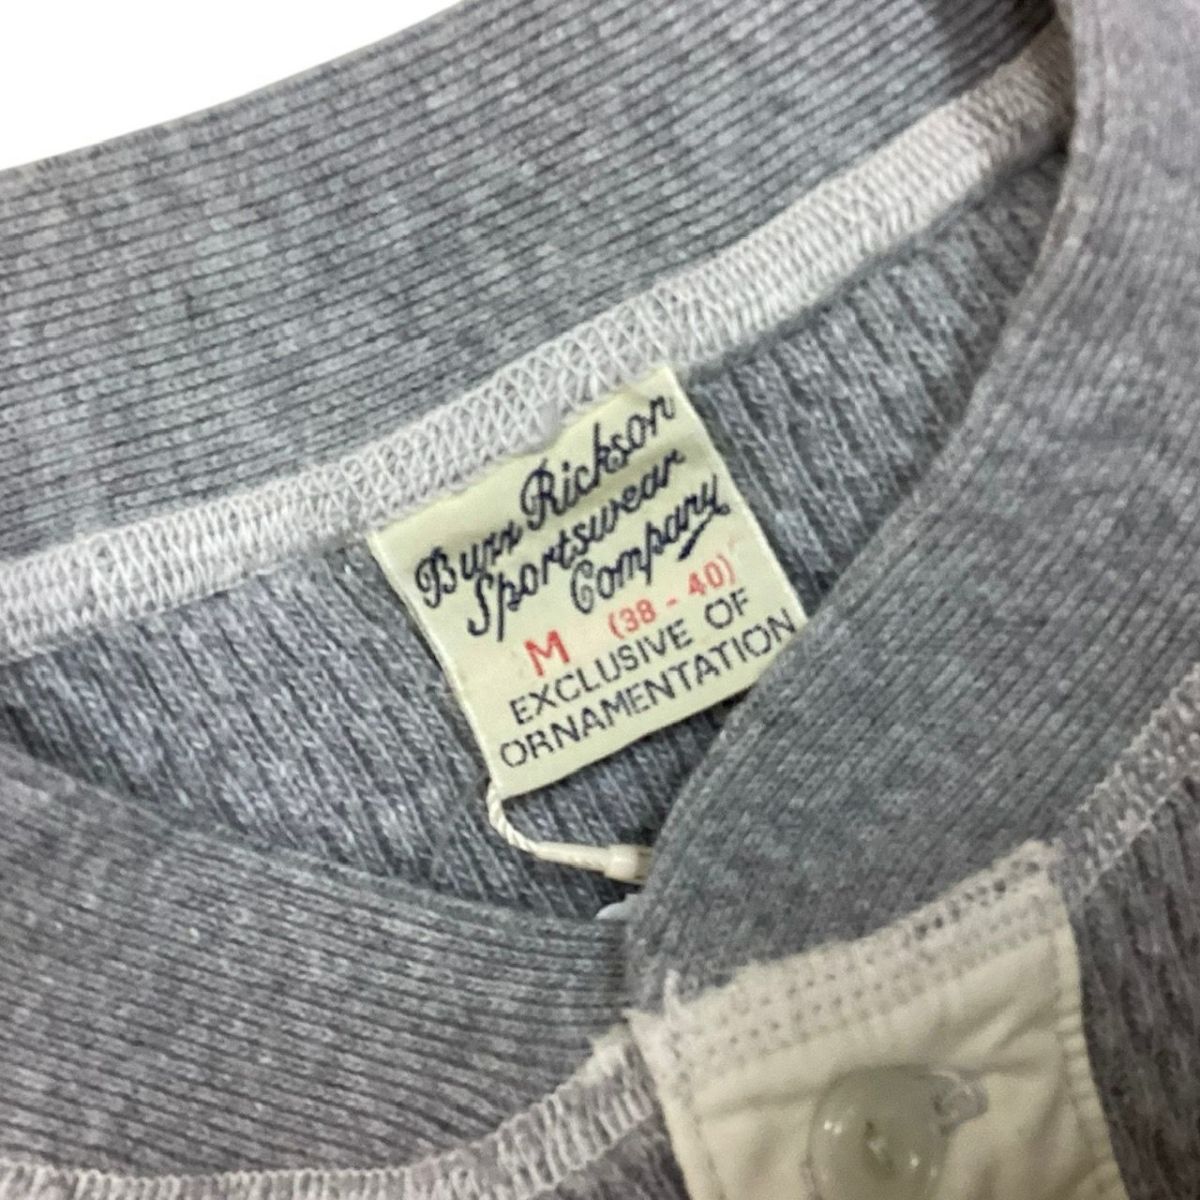 Buzz Rickson
Sportswear
Company
M (38 - 40)
EXCLUSIVE OF
ORNAMENTATION